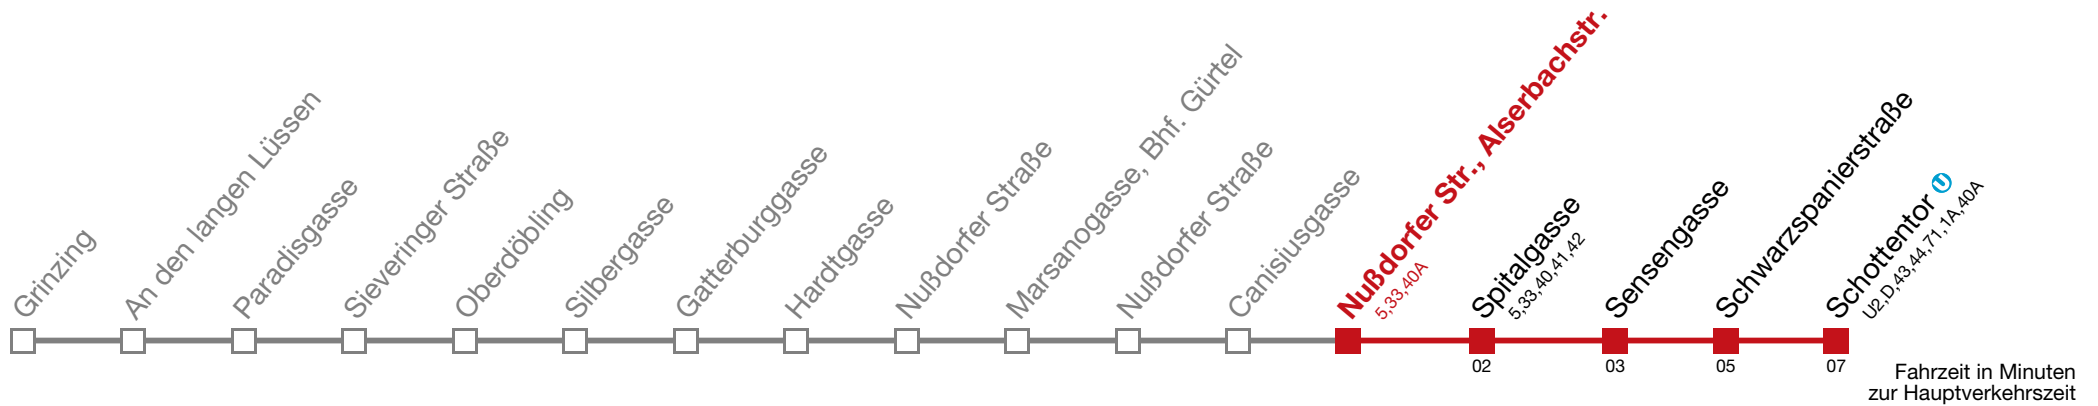 Grinzing
An den langen Lüssen
Paradisgasse
Sieveringer Straße
Oberdöbling
Silbergasse
Gatterburggasse
Hardtgasse
Nußdorfer Straße
Marsanogasse, Bhf. Gürtel
Nußdorfer Straße
Canisiusgasse
Nußdorfer Str., Alserbachstr.
5,33,40A
Spitalgasse
5,33,40,41,42
Sensengasse
Schwarzspanierstraße
Schottentor U
U2,D,43,44,71,1A,40A
02
03
05
07
Fahrzeit in Minuten
zur Hauptverkehrszeit